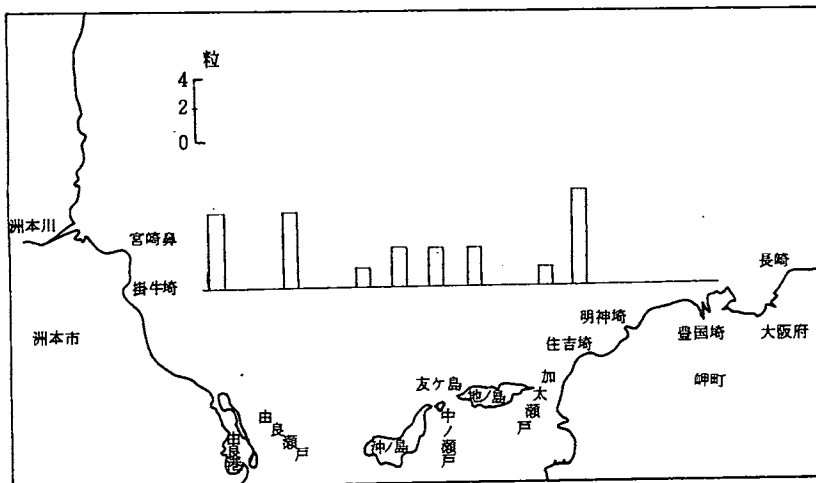 粒
4
2
0
洲本川
宮崎鼻
掛牛埼
洲本市
由良港
由良瀬戸
沖ノ島
友ケ島
中ノ瀬戸
地ノ島
加太瀬戸
住吉埼
明神埼
豊国埼
長崎
大阪府
岬町